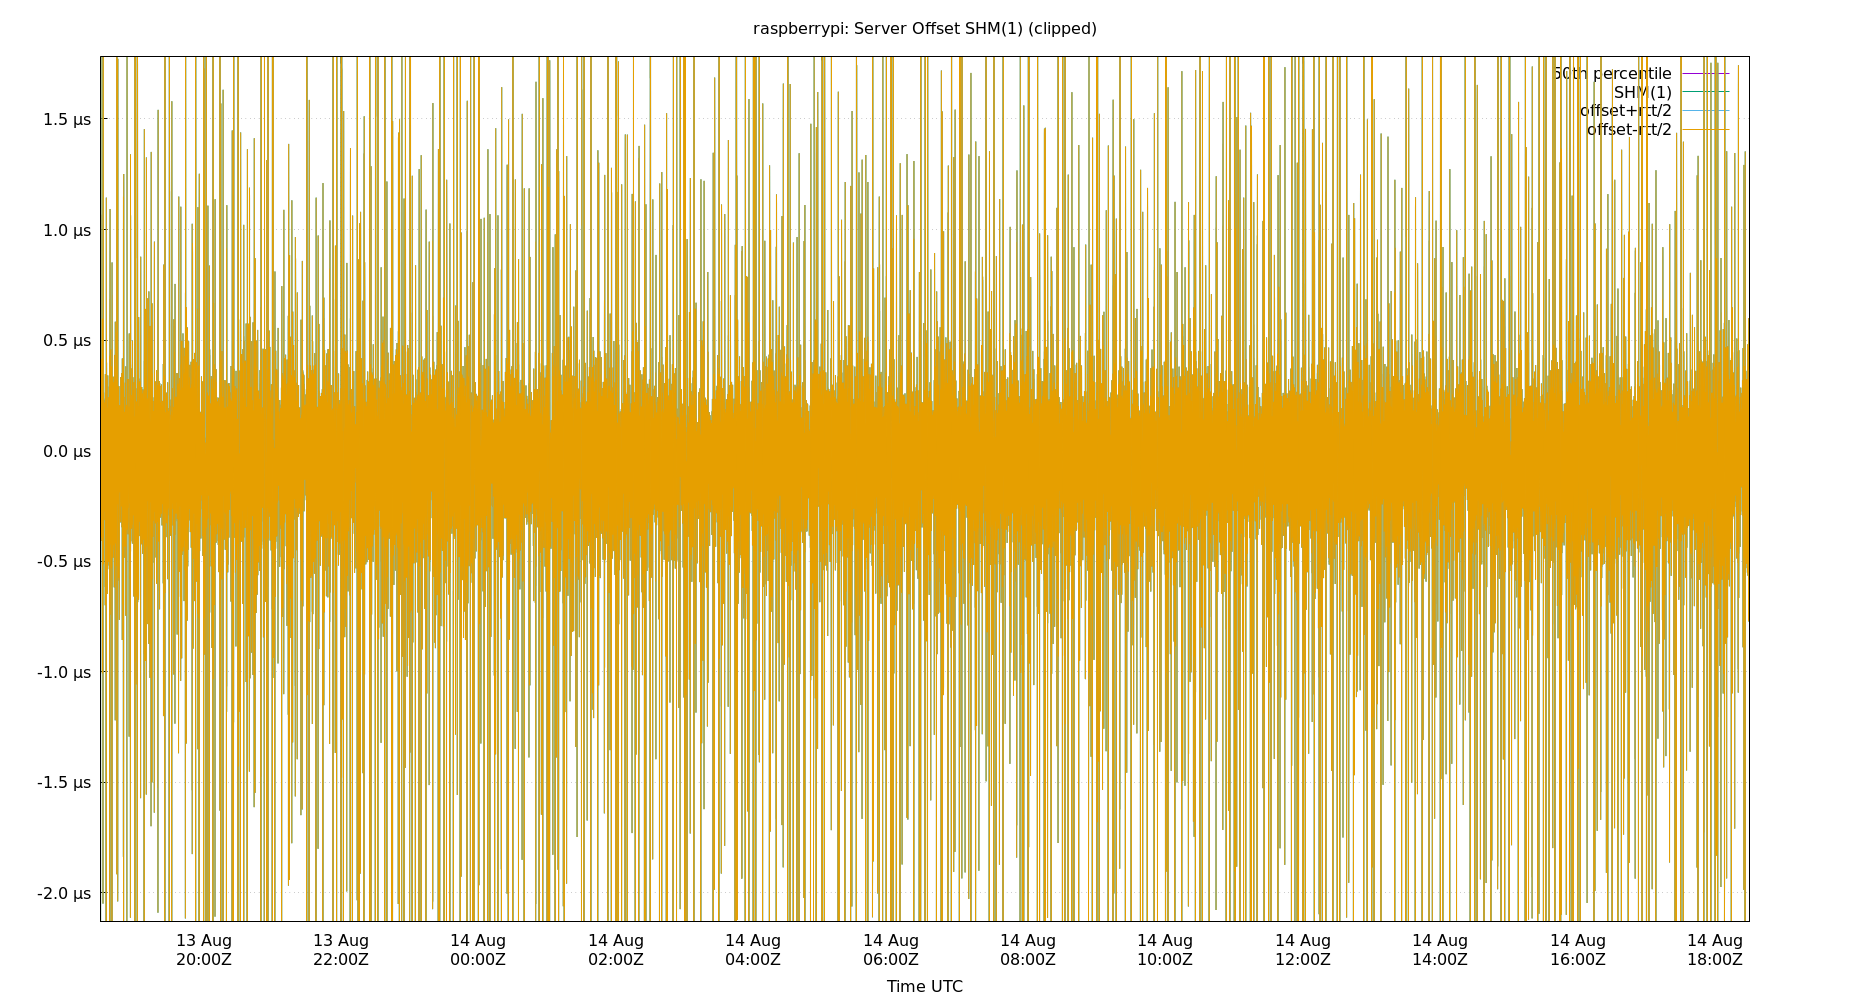 raspberrypi: Server Offset SHM(1) (clipped)
50th percentile
SHM(1)
offset+rtt/2
offset-rtt/2
1.5 µs
1.0 µs
0.5 µs
0.0 µs
-0.5 µs
-1.0 µs
-1.5 µs
-2.0 µs
13 Aug 13 Aug 14 Aug 14 Aug 14 Aug 14 Aug 14 Aug 14 Aug 14 Aug 14 Aug 14 Aug 14 Aug
20:00Z 22:00Z 00:00Z 02:00Z 04:00Z 06:00Z 08:00Z 10:00Z 12:00Z 14:00Z 16:00Z 18:00Z
Time UTC